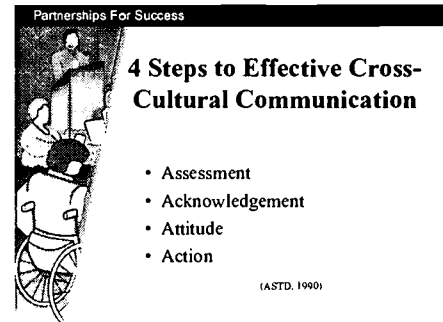 Partnerships For Success
4 Steps to Effective Cross-
Cultural Communication
• Assessment
• Acknowledgement
• Attitude
• Action
(ASTD, 1990)